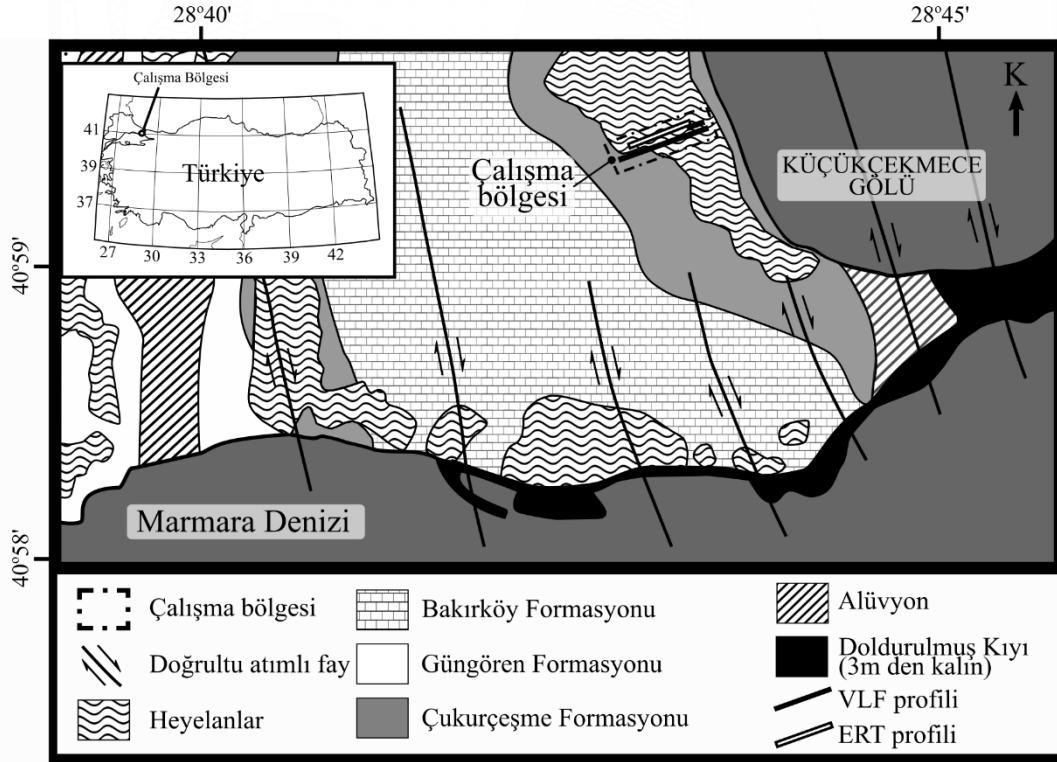 28°40'
28°45'
Çalışma Bölgesi
41
39
37
Türkiye
27
30
33
36
39
42
K
Çalışma
bölgesi
KÜÇÜKÇEKMECE
GÖLÜ
40°59'
40°58'
Marmara Denizi
Çalışma bölgesi
Doğrultu atımlı fay
Heyelanlar
Bakırköy Formasyonu
Güngören Formasyonu
Çukurçeşme Formasyonu
Alüvyon
Doldurulmuş Kıyı
(3m den kalın)
VLF profili
ERT profili